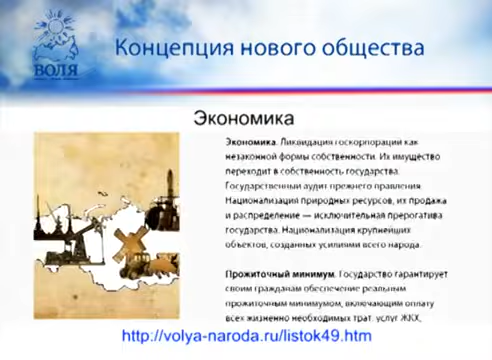 ВОЛЯ
Концепция нового общества
Экономика
Экономика. Ликвидация госкорпораций как
незаконной формы собственности. Их имущество
переходит в собственность государства.
Государственный аудит прежнего правления.
Национализация природных ресурсов, их продажа
и распределение — исключительная прерогатива
государства. Национализация крупнейших
объектов, созданных усилиями всего народа.
Прожиточный минимум. Государство гарантирует
своим гражданам обеспечение реальным
прожиточным минимумом, включающим оплату
всех жизненно необходимых трат: услуг ЖКХ,
http://volya-naroda.ru/listok49.htm